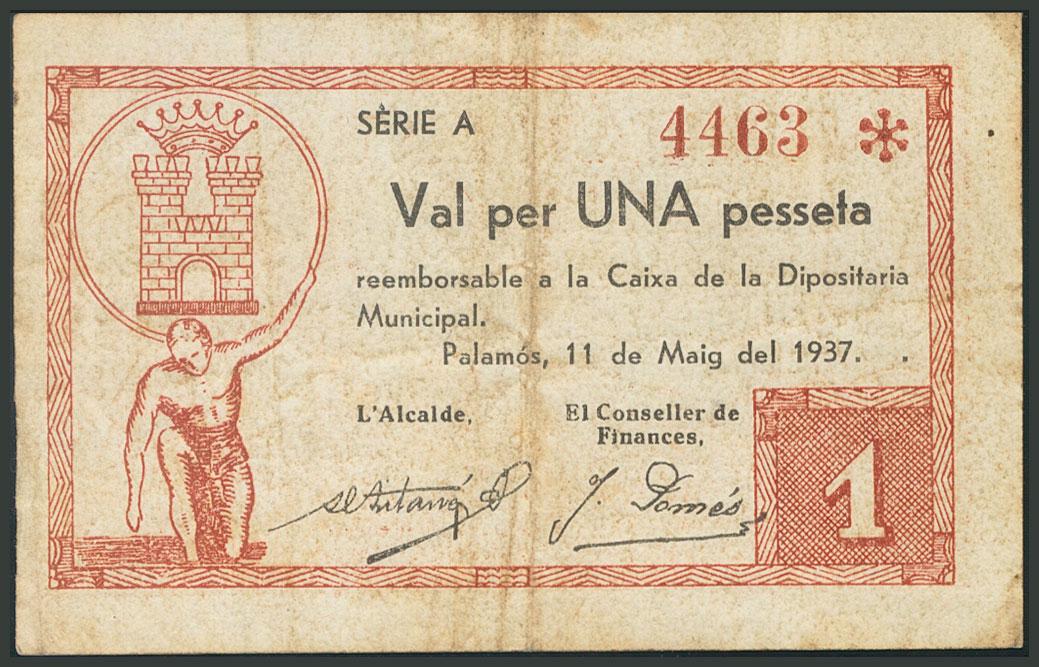 SÈRIE A 4463 *
Val per UNA pesseta
reemborsable a la Caixa de la Dipositaria
Municipal.
Palamós, 11 de Maig del 1937. .
L'Alcalde,
El Conseller de
Finances,
J. Pomés
1